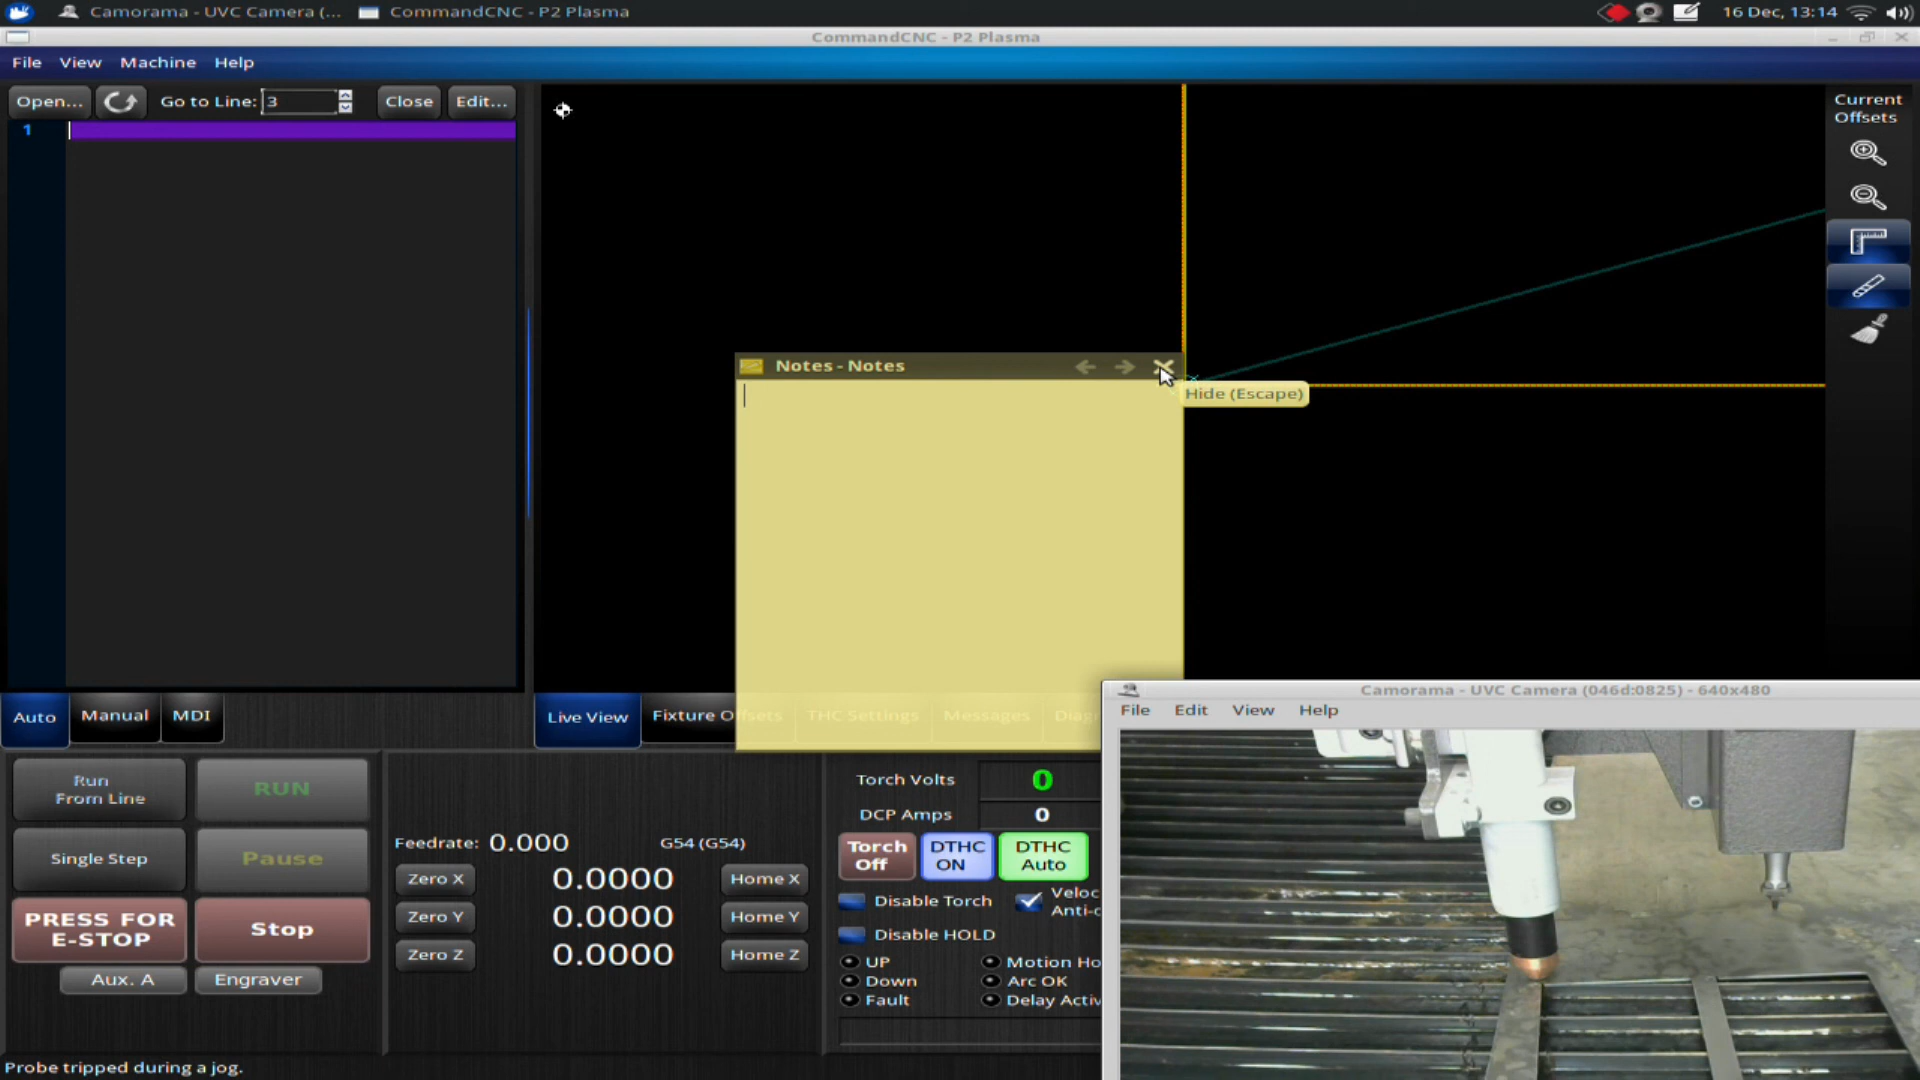 Camorama - UVC Camera (... CommandCNC - P2 Plasma 16 Dec, 13:14
CommandCNC - P2 Plasma
File View Machine Help
Open... Go to Line: 3 Close Edit...
1
Current
Offsets
Notes - Notes
Hide (Escape)
Auto Manual MDI
Live View Fixture Offsets THC Settings Messages Diag
Run
From Line
RUN
Single Step
Pause
PRESS FOR
E-STOP
Stop
Aux. A Engraver
Feedrate: 0.000 G54 (G54)
Zero X 0.0000 Home X
Zero Y 0.0000 Home Y
Zero Z 0.0000 Home Z
Torch Volts 0
DCP Amps 0
Torch
Off
DTHC
ON
DTHC
Auto
Disable Torch
Veloc
Anti-c
Disable HOLD
UP Motion Ho
Down Arc OK
Fault Delay Activ
Probe tripped during a jog.
Camorama - UVC Camera (046d:0825) - 640x480
File Edit View Help